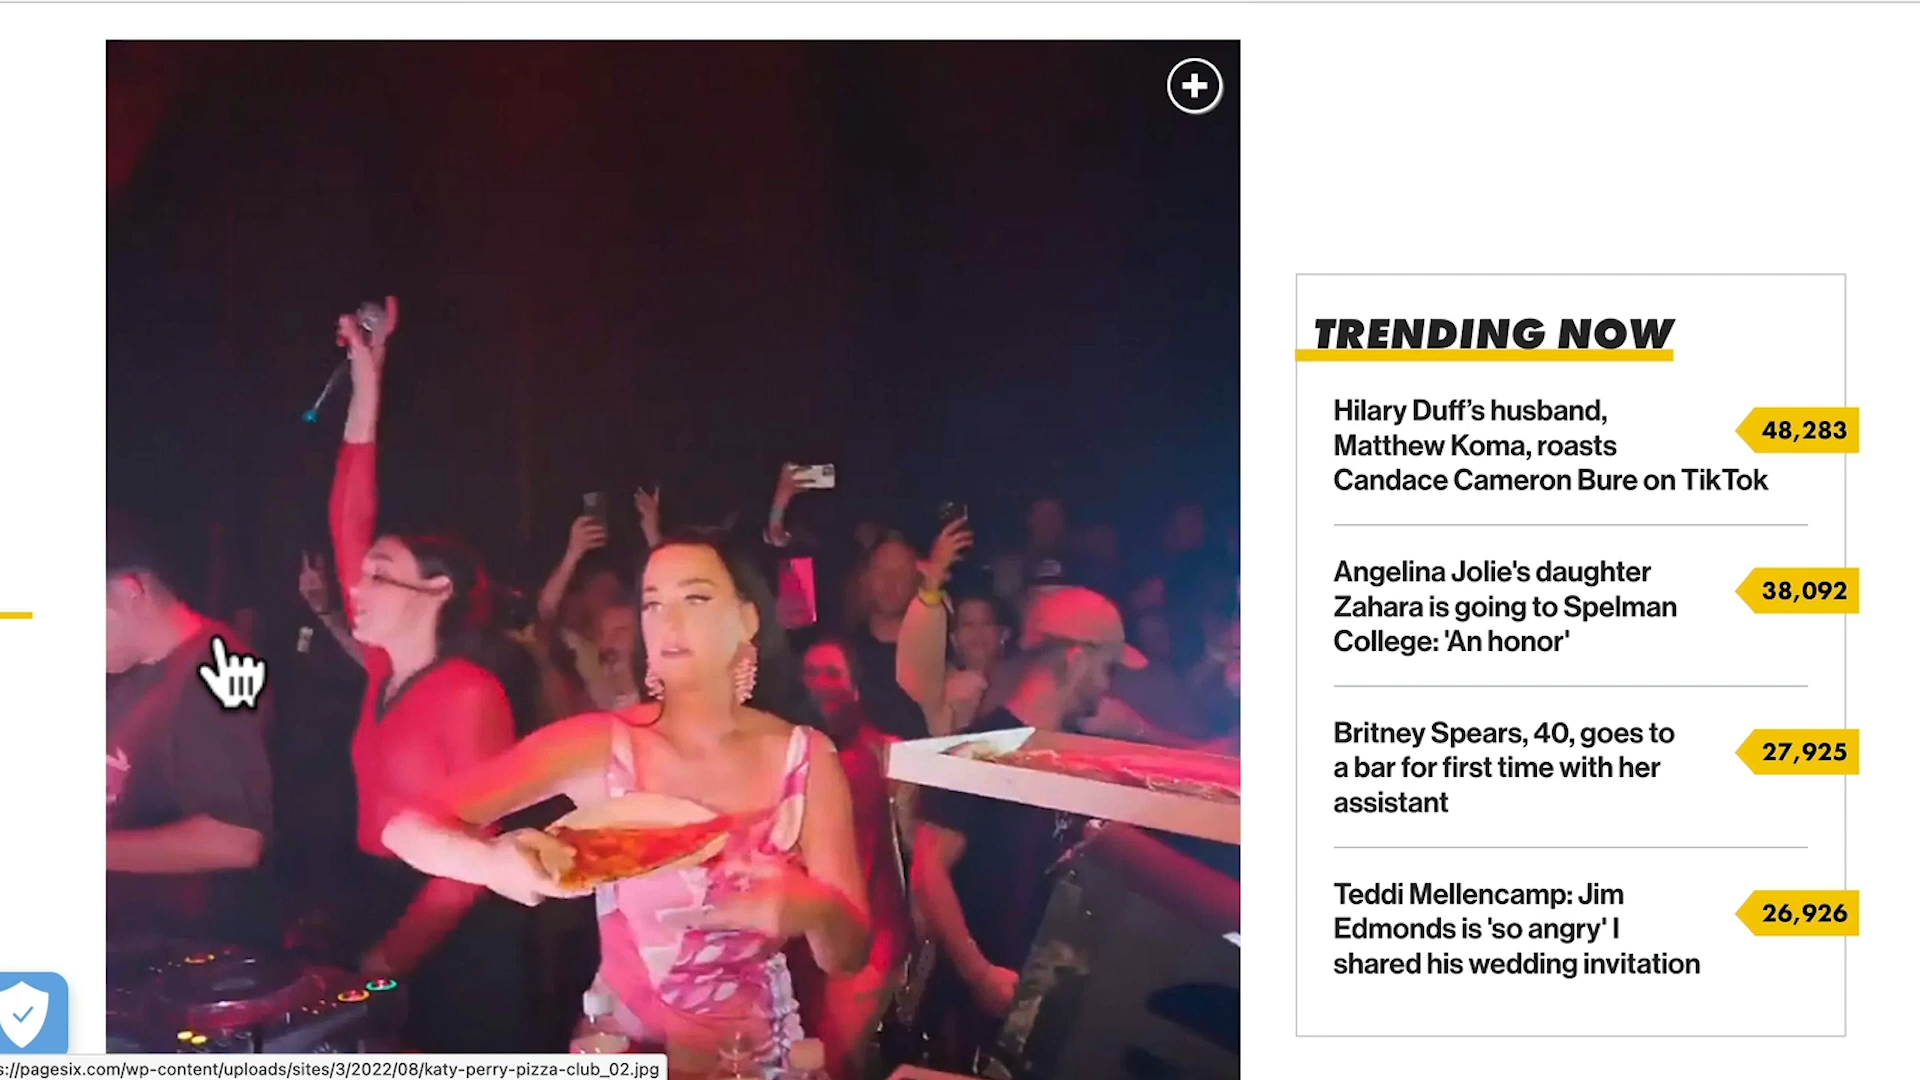 TRENDING NOW
Hilary Duff’s husband,
Matthew Koma, roasts
Candace Cameron Bure on TikTok
48,283
Angelina Jolie's daughter
Zahara is going to Spelman
College: 'An honor'
38,092
Britney Spears, 40, goes to
a bar for first time with her
assistant
27,925
Teddi Mellencamp: Jim
Edmonds is 'so angry' I
shared his wedding invitation
26,926
s://pagesix.com/wp-content/uploads/sites/3/2022/08/katy-perry-pizza-club_02.jpg